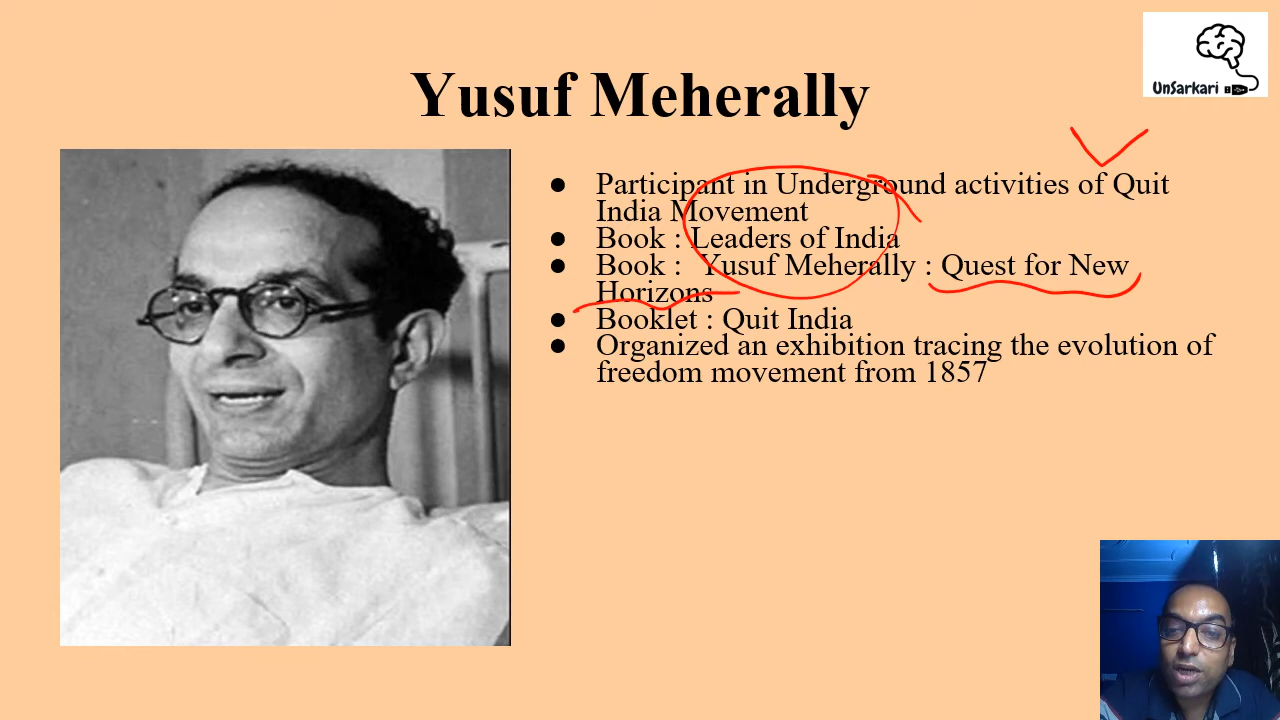 UnSarkari
Yusuf Meherally
● Participant in Underground activities of Quit
India Movement
● Book : Leaders of India
● Book : Yusuf Meherally : Quest for New
Horizons
● Booklet : Quit India
● Organized an exhibition tracing the evolution of
freedom movement from 1857